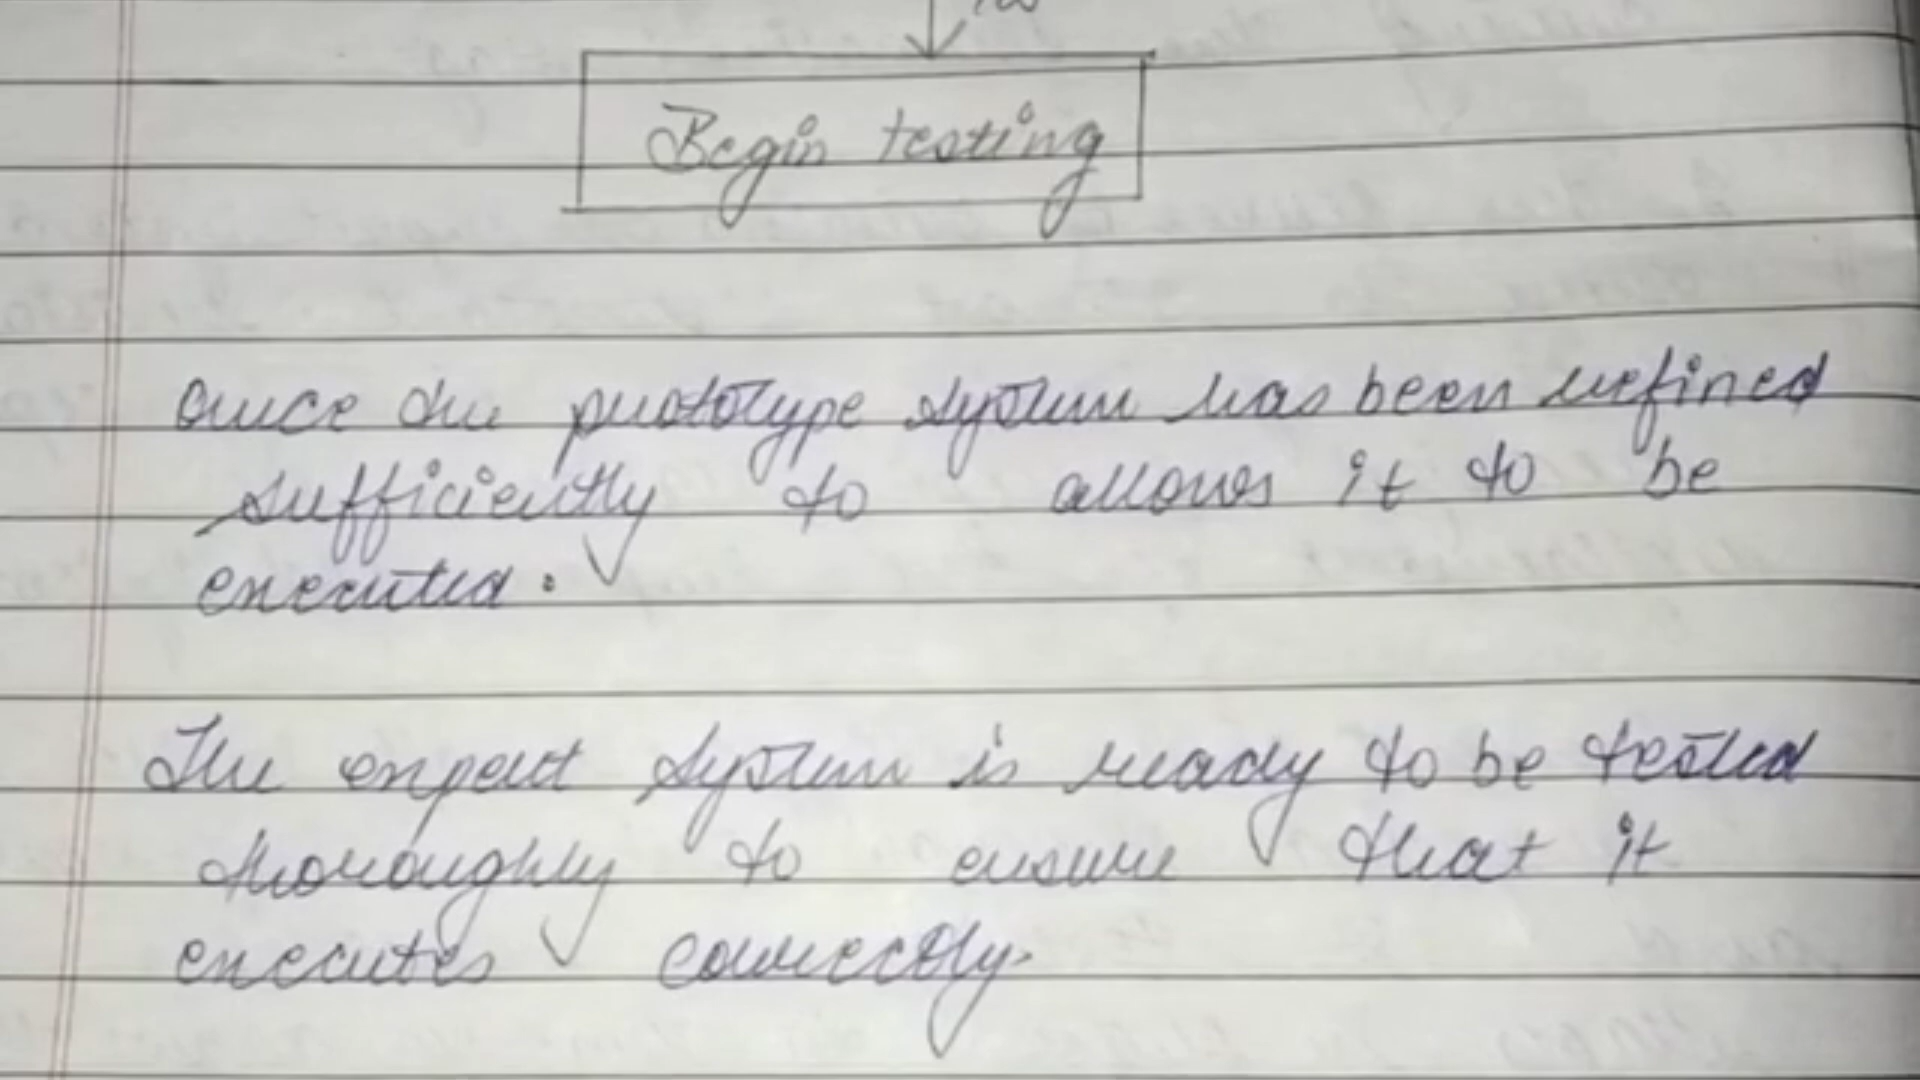 Begin testing
Once the prototype system has been refined
sufficiently to allows it to be
executed.
The expert system is ready to be tested
thoroughly to ensure that it
executes correctly.